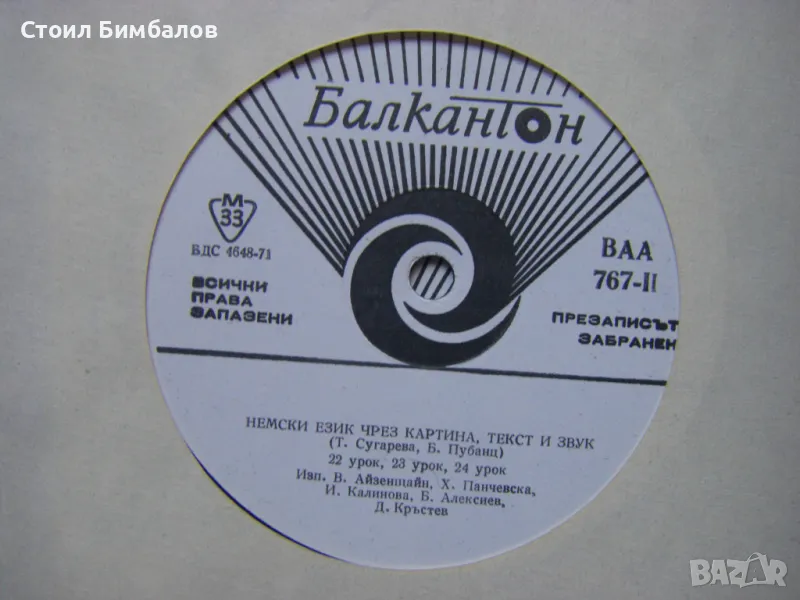 Стоил Бимбалов
Балкантон
М
33
БДС 4648-71
ВСИЧКИ
ПРАВА
ЗАПАЗЕНИ
ВАА
767-II
ПРЕЗАПИСЪТ
ЗАБРАНЕН
НЕМСКИ ЕЗИК ЧРЕЗ КАРТИНА, ТЕКСТ И ЗВУК
(Т. Сугарева, Б. Пубанц)
22 урок, 23 урок, 24 урок
Изп. В. Айзенщайн, Х. Панчевска,
И. Калинова, Б. Алексиев,
Д. Кръстев
BAZAR